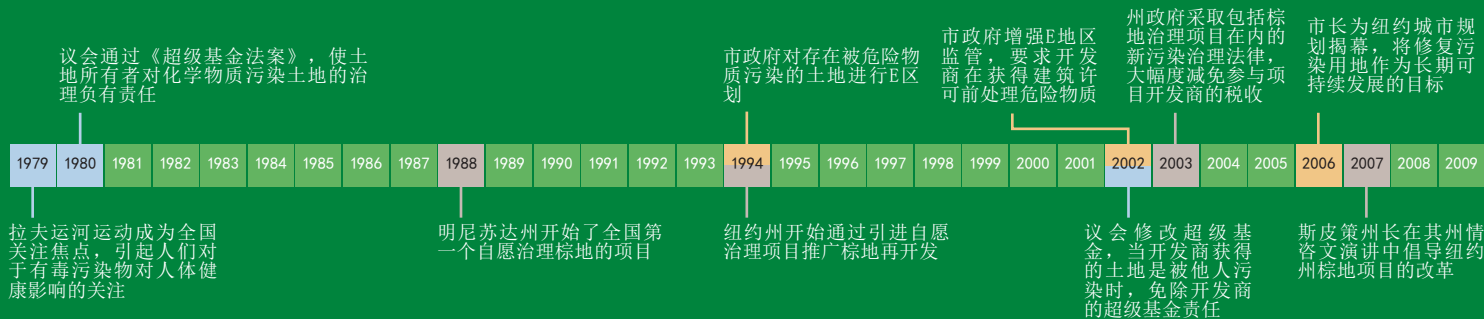 议会通过《超级基金法案》，使土
地所有者对化学物质污染土地的治
理负有责任
市政府对存在被危险物
质污染的土地进行E区
划
市政府增强E地区
监管，要求开发
商在获得建筑许
可前处理危险物质
州政府采取包括棕
地治理项目在内的
新污染治理法律，
大幅度减免参与项
目开发商的税收
市长为纽约城市规
划揭幕，将修复污
染用地作为长期可
持续发展的目标
1979 1980 1981 1982 1983 1984 1985 1986 1987 1988 1989 1990 1991 1992 1993 1994 1995 1996 1997 1998 1999 2000 2001 2002 2003 2004 2005 2006 2007 2008 2009
拉夫运河运动成为全国
关注焦点，引起人们对
于有毒污染物对人体健
康影响的关注
明尼苏达州开始了全国第
一个自愿治理棕地的项目
纽约州开始通过引进自愿
治理项目推广棕地再开发
议会修改超级基
金，当开发商获得
的土地是被他人污
染时，免除开发商
的超级基金责任
斯皮策州长在其州情
咨文演讲中倡导纽约
州棕地项目的改革